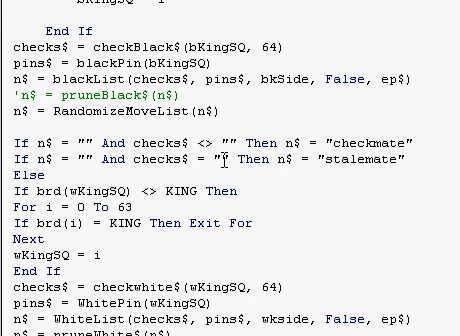 bKingSQ = i
End If
checks$ = checkBlack$(bKingSQ, 64)
pins$ = blackPin(bKingSQ)
n$ = blackList(checks$, pins$, bkSide, False, ep$)
'n$ = pruneBlack$(n$)
n$ = RandomizeMoveList(n$)
If n$ = "" And checks$ <> "" Then n$ = "checkmate"
If n$ = "" And checks$ = "" Then n$ = "stalemate"
Else
If brd(wKingSQ) <> KING Then
For i = 0 To 63
If brd(i) = KING Then Exit For
Next
wKingSQ = i
End If
checks$ = checkwhite$(wKingSQ, 64)
pins$ = WhitePin(wKingSQ)
n$ = WhiteList(checks$, pins$, wkside, False, ep$)
n$ = pruneWhite$(n$)